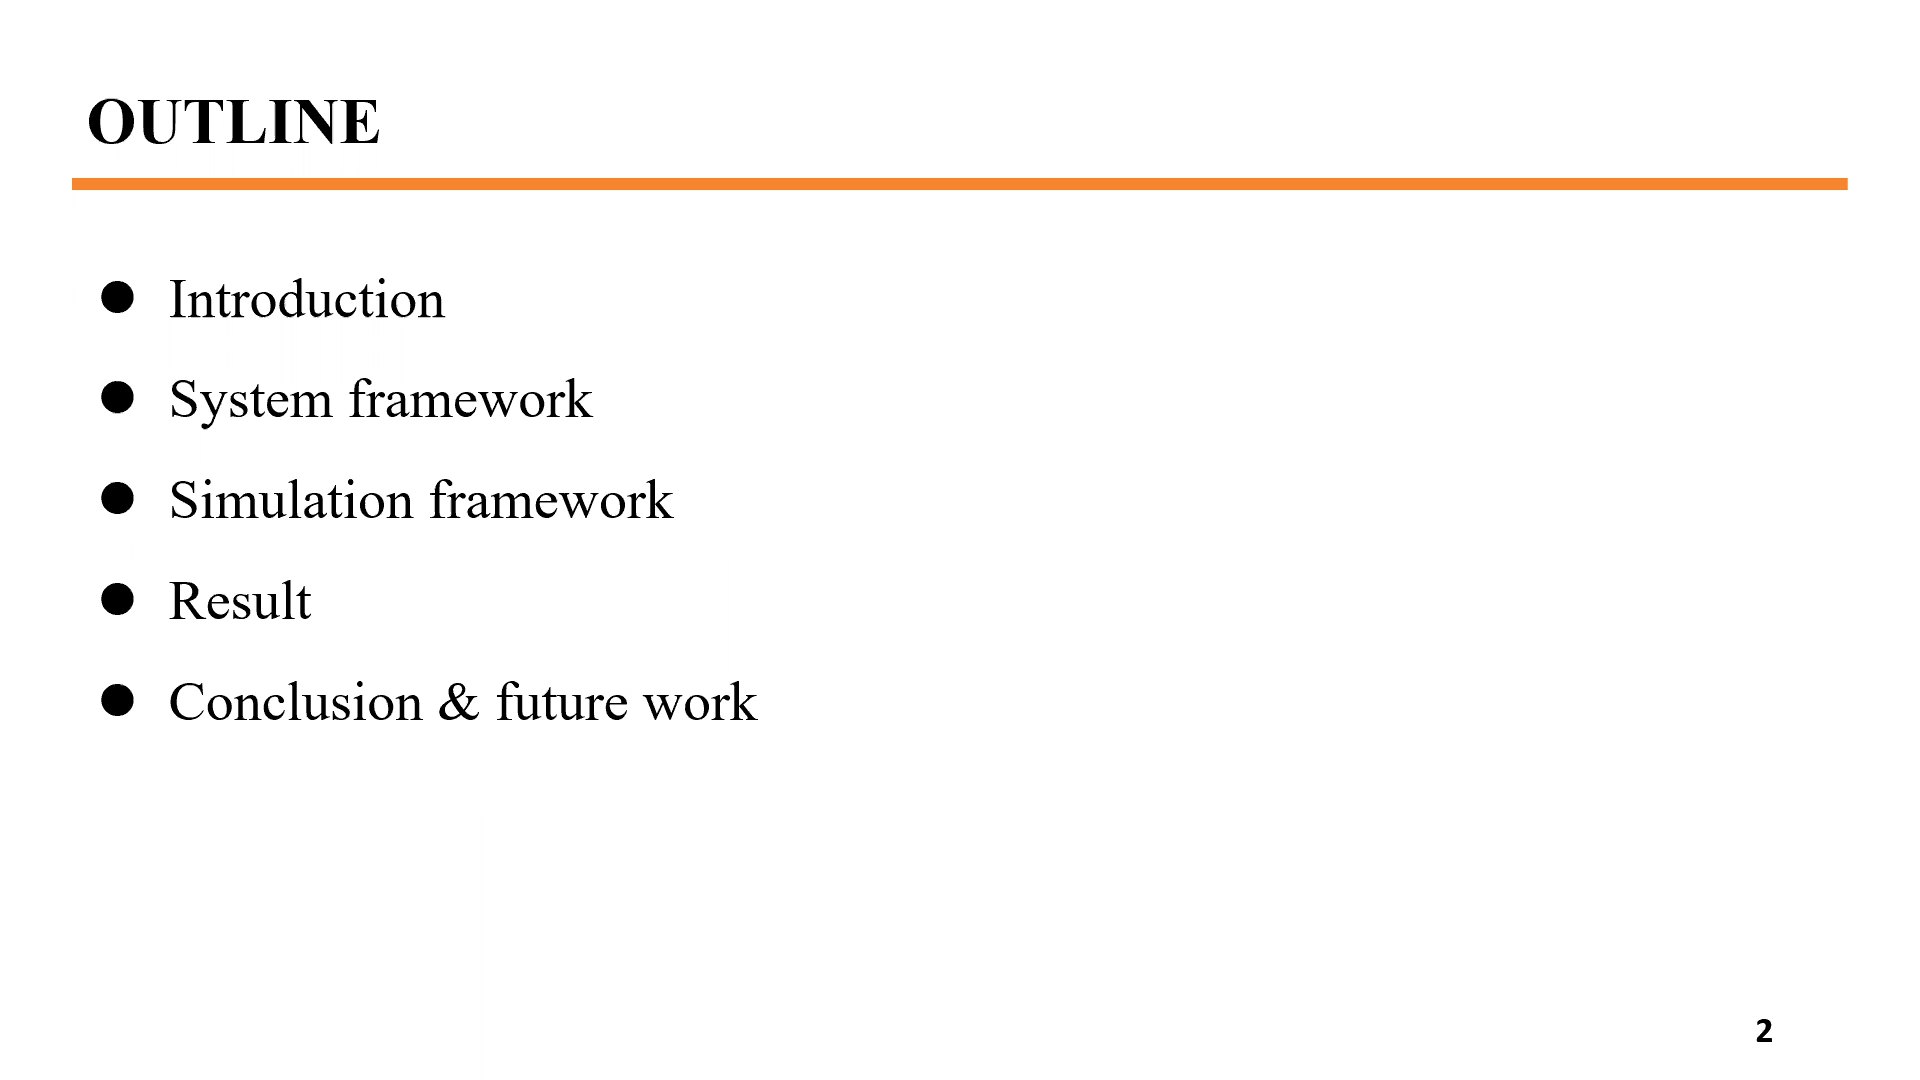 OUTLINE
● Introduction
● System framework
● Simulation framework
● Result
● Conclusion & future work
2